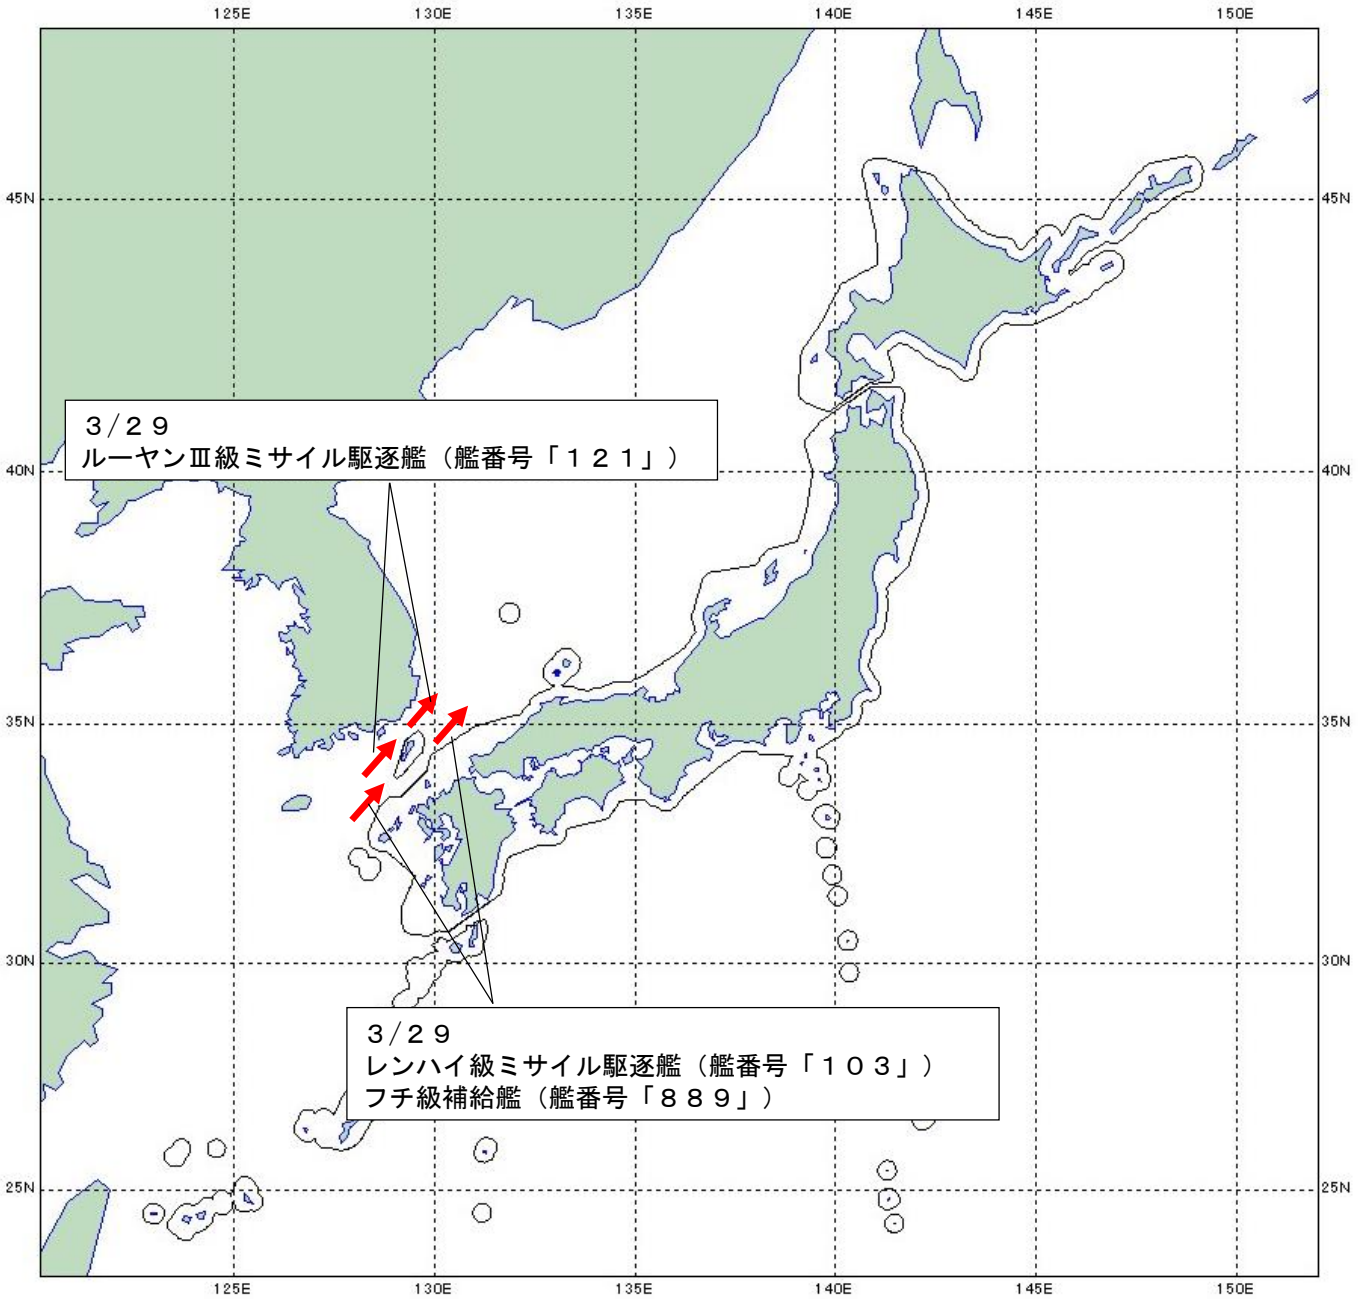 125E 130E 135E 140E 145E 150E
45N 45N
3/29
ルーヤンⅢ級ミサイル駆逐艦（艦番号「121」）
40N 40N
35N 35N
30N 30N
3/29
レンハイ級ミサイル駆逐艦（艦番号「103」）
フチ級補給艦（艦番号「889」）
25N 25N
125E 130E 135E 140E 145E 150E